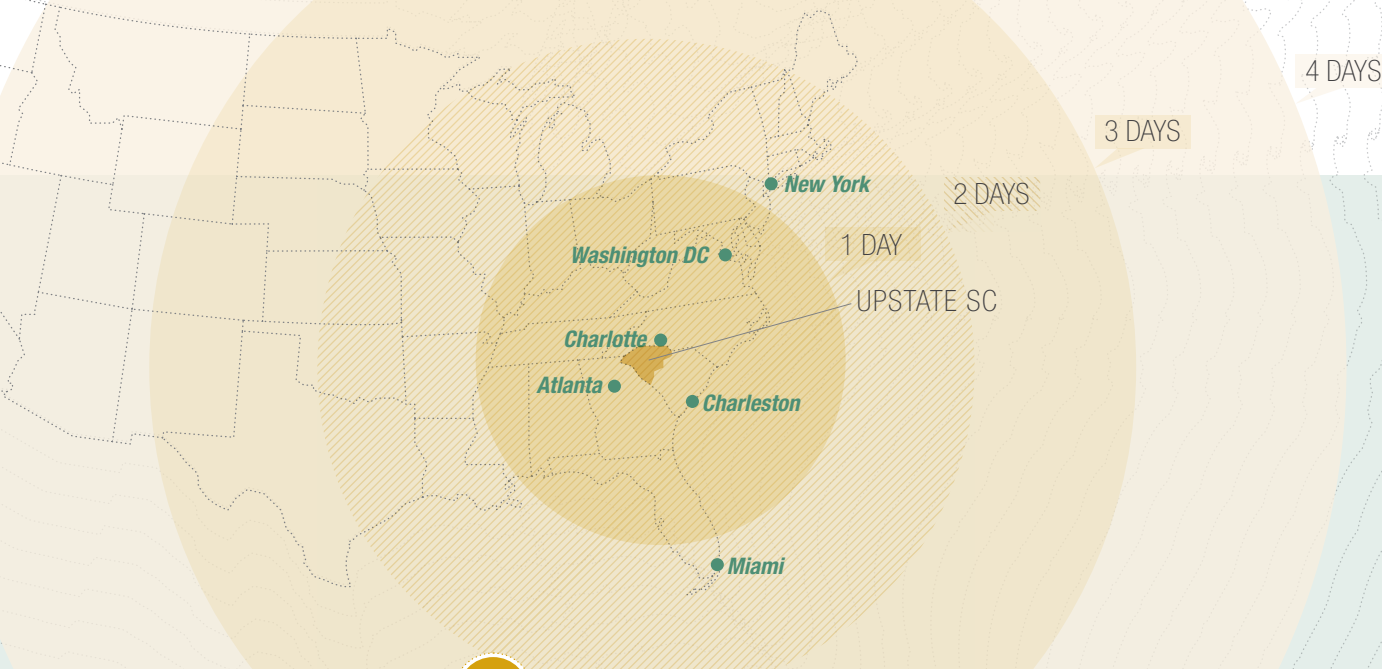 4 DAYS
3 DAYS
New York
2 DAYS
1 DAY
Washington DC
UPSTATE SC
Charlotte
Atlanta
Charleston
Miami